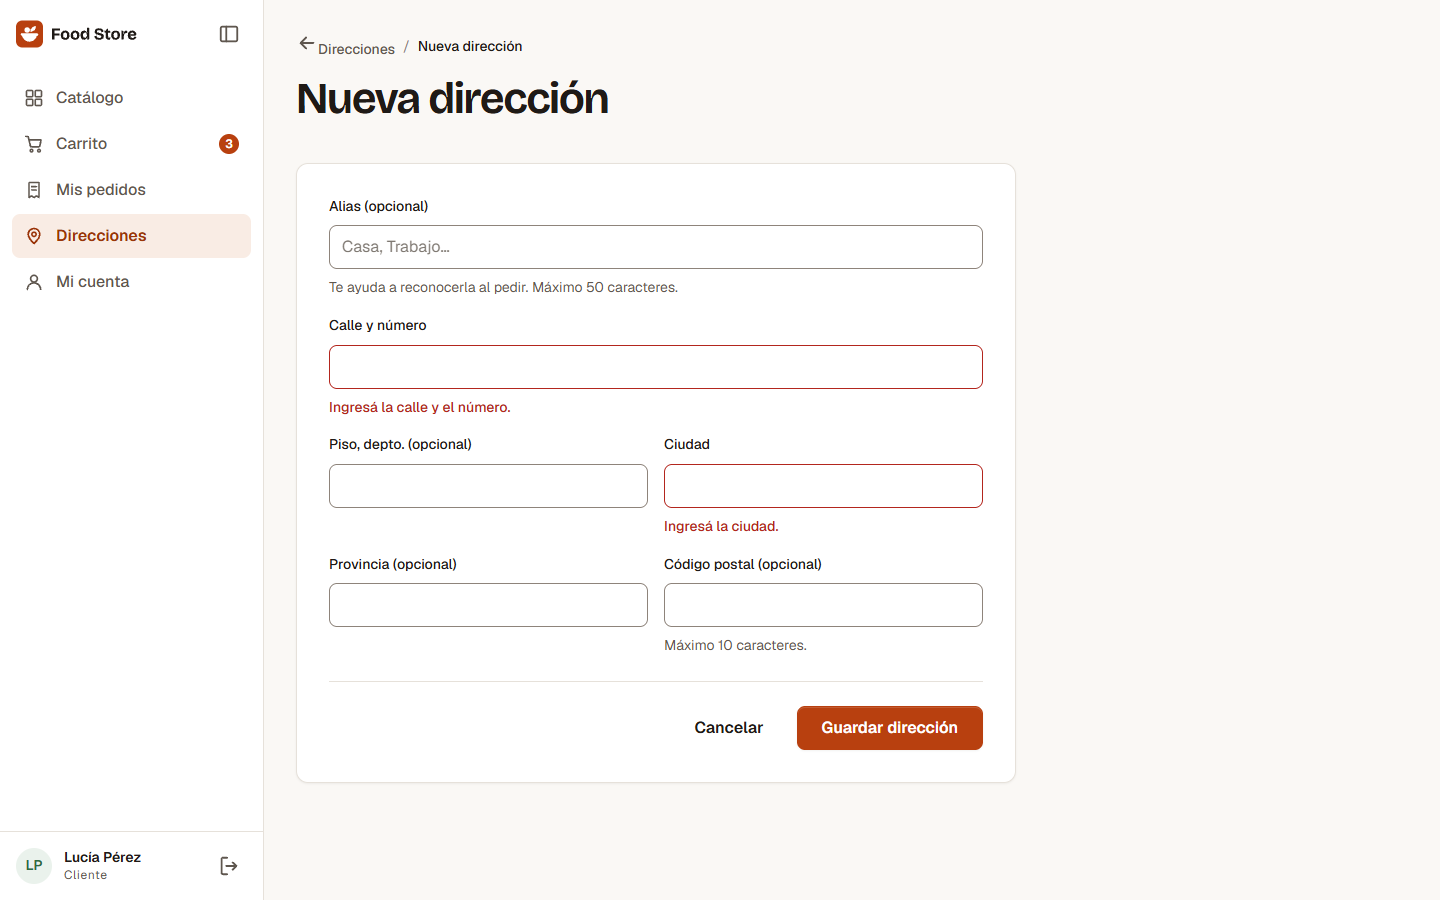 Food Store
Catálogo
Carrito 3
Mis pedidos
Direcciones
Mi cuenta
LP
Lucía Pérez
Cliente
Direcciones / Nueva dirección
Nueva dirección
Alias (opcional)
Casa, Trabajo…
Te ayuda a reconocerla al pedir. Máximo 50 caracteres.
Calle y número
Ingresá la calle y el número.
Piso, depto. (opcional)
Ciudad
Ingresá la ciudad.
Provincia (opcional)
Código postal (opcional)
Máximo 10 caracteres.
Cancelar
Guardar dirección